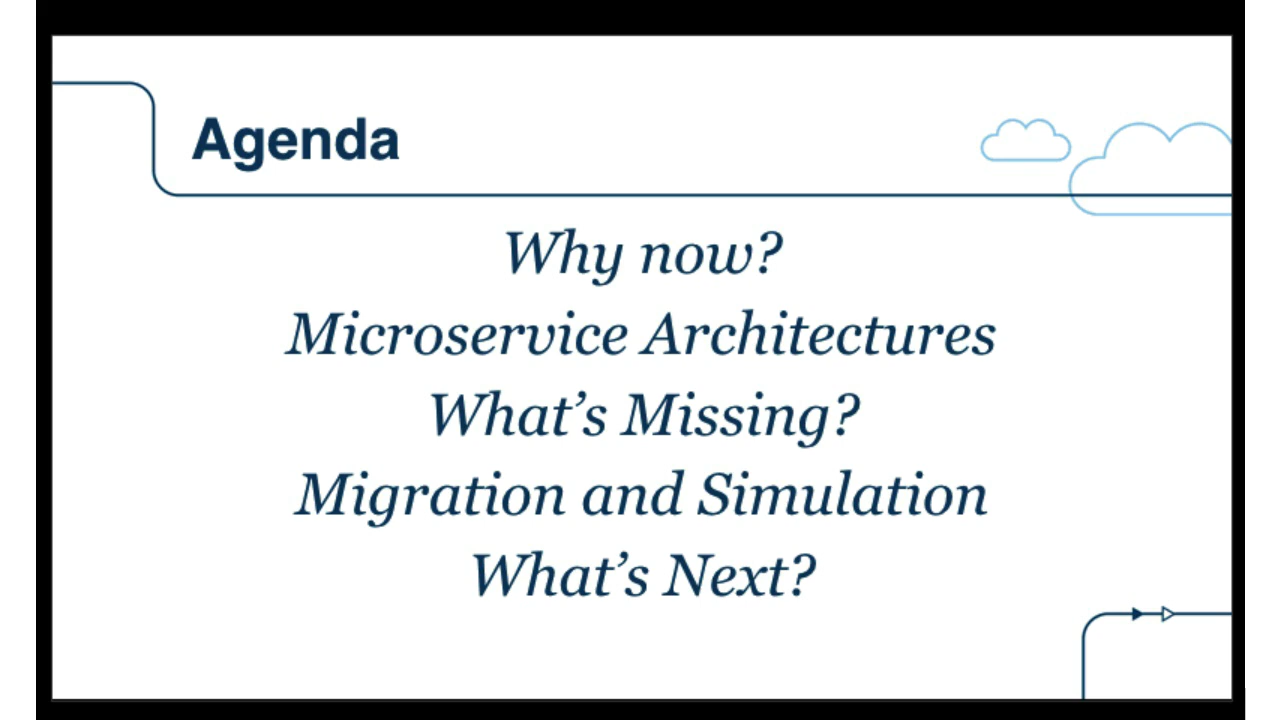 Agenda
Why now?
Microservice Architectures
What’s Missing?
Migration and Simulation
What’s Next?